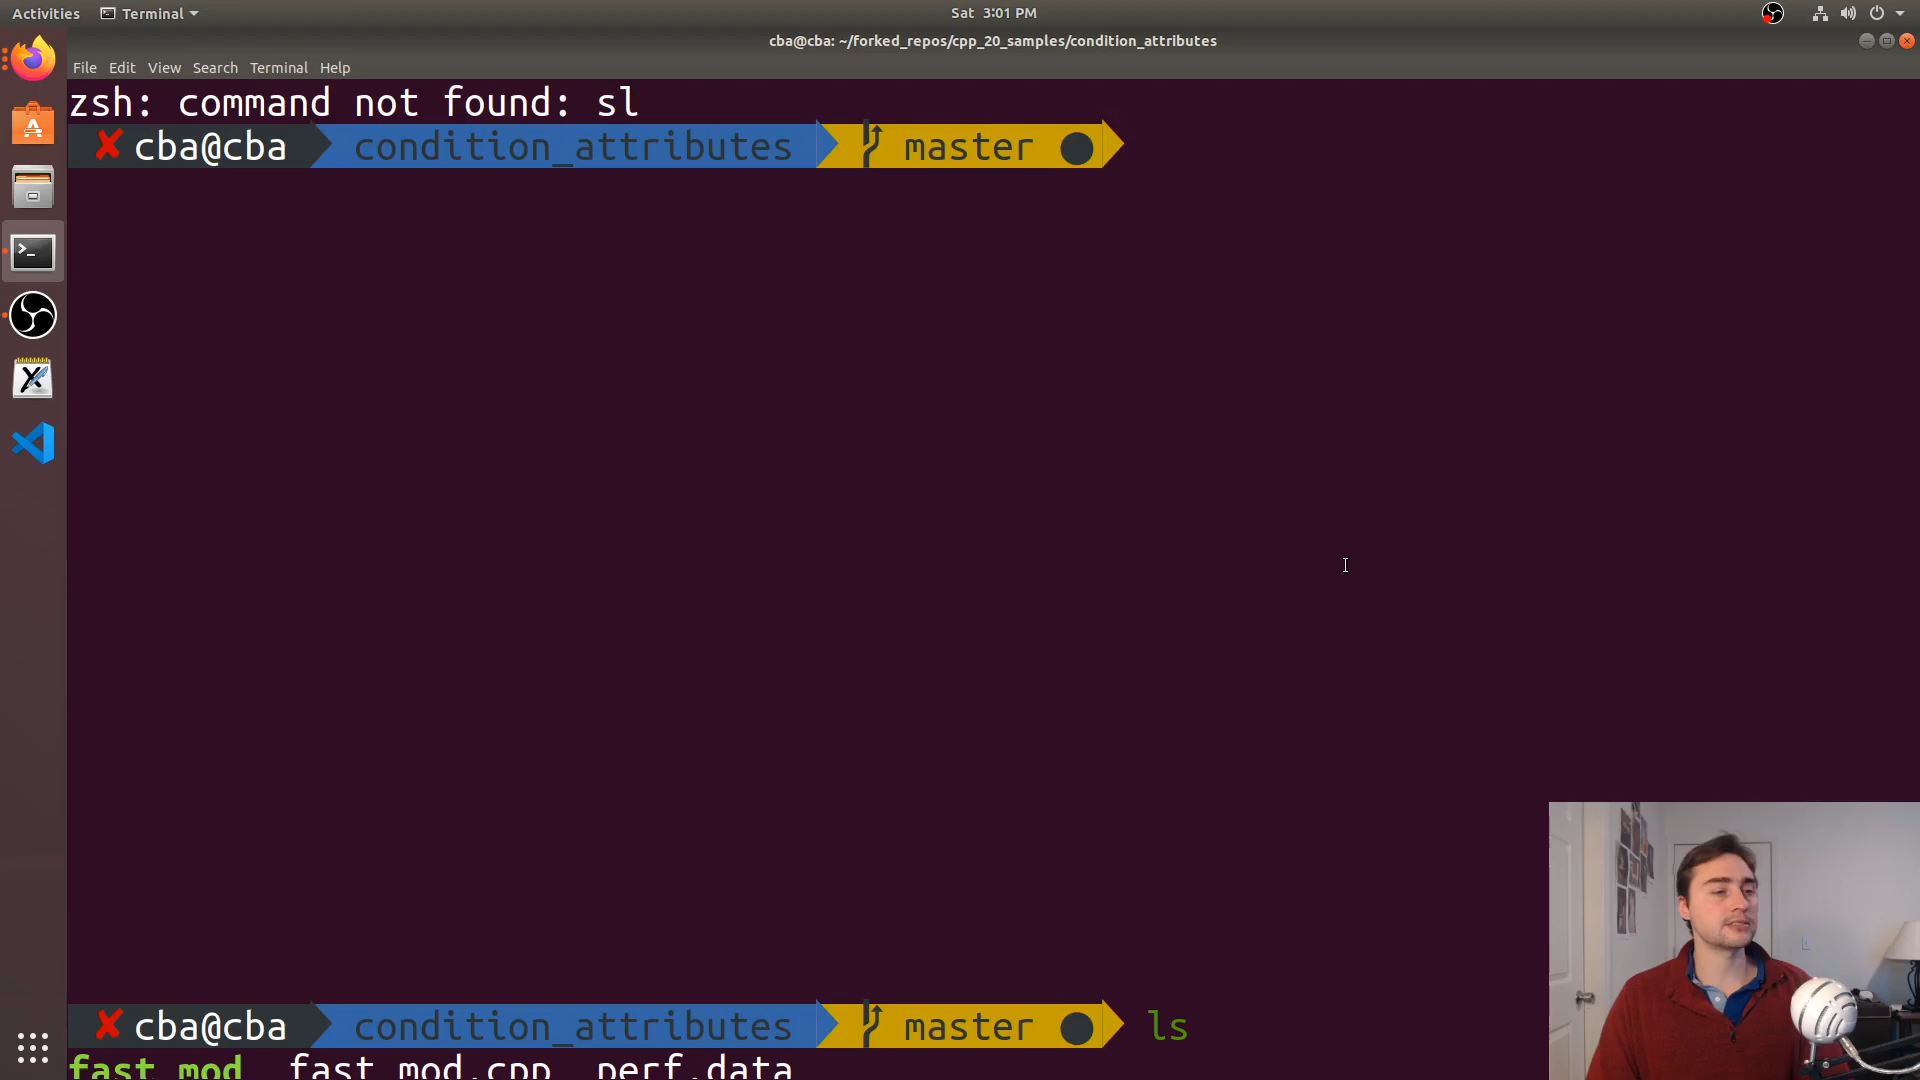 Activities Terminal Sat 3:01 PM
cba@cba: ~/forked_repos/cpp_20_samples/condition_attributes
File Edit View Search Terminal Help
zsh: command not found: sl
✘ cba@cba condition_attributes master ●
✘ cba@cba condition_attributes master ● ls
fast_mod fast_mod.cpp perf.data